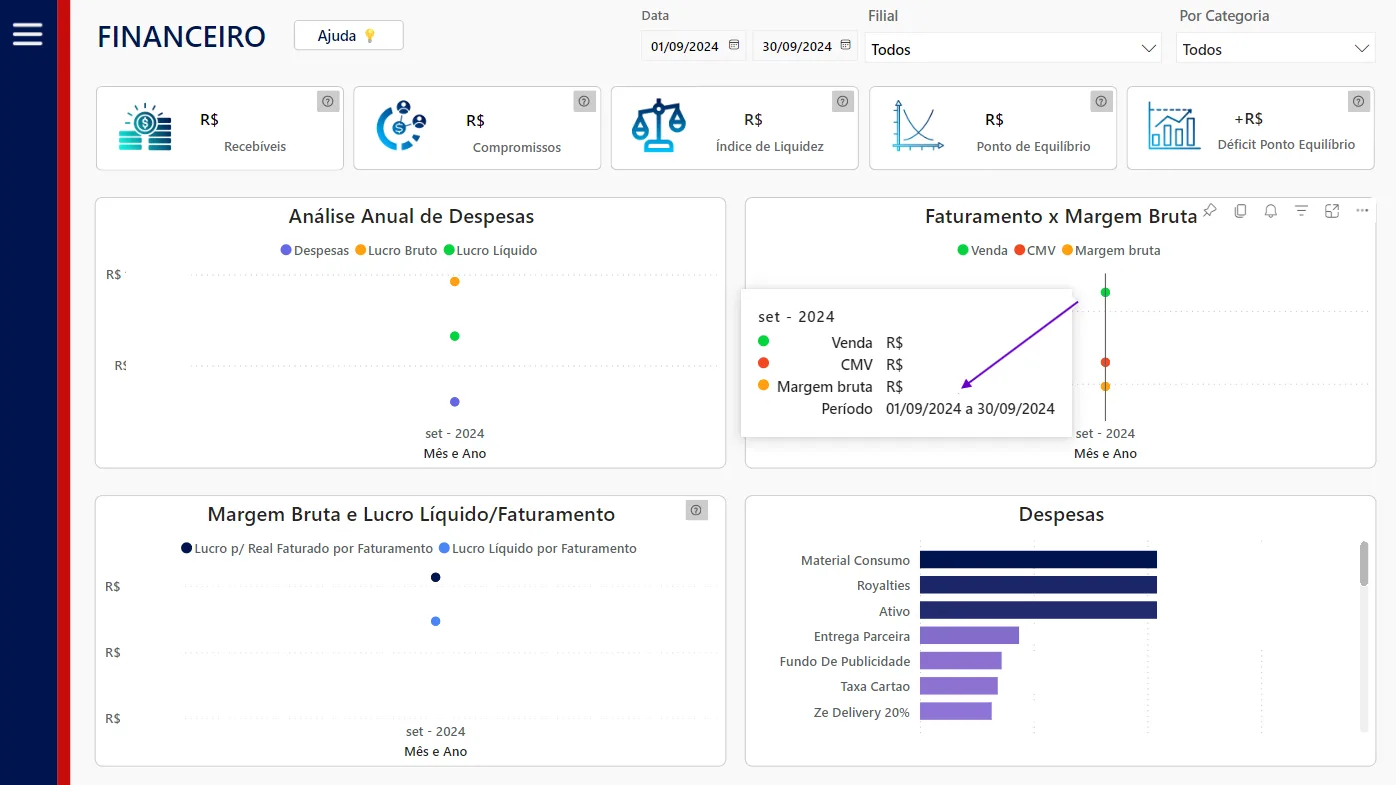 FINANCEIRO
Ajuda
Data
01/09/2024
30/09/2024
Filial
Todos
Por Categoria
Todos
R$
Recebíveis
R$
Compromissos
R$
Índice de Liquidez
R$
Ponto de Equilíbrio
+R$
Déficit Ponto Equilíbrio
Análise Anual de Despesas
Despesas Lucro Bruto Lucro Líquido
R$
R$
set - 2024
Mês e Ano
Faturamento x Margem Bruta
Venda CMV Margem bruta
set - 2024
Venda R$
CMV R$
Margem bruta R$
Período 01/09/2024 a 30/09/2024
set - 2024
Mês e Ano
Margem Bruta e Lucro Líquido/Faturamento
Lucro p/ Real Faturado por Faturamento Lucro Líquido por Faturamento
R$
R$
R$
set - 2024
Mês e Ano
Despesas
Material Consumo
Royalties
Ativo
Entrega Parceira
Fundo De Publicidade
Taxa Cartao
Ze Delivery 20%